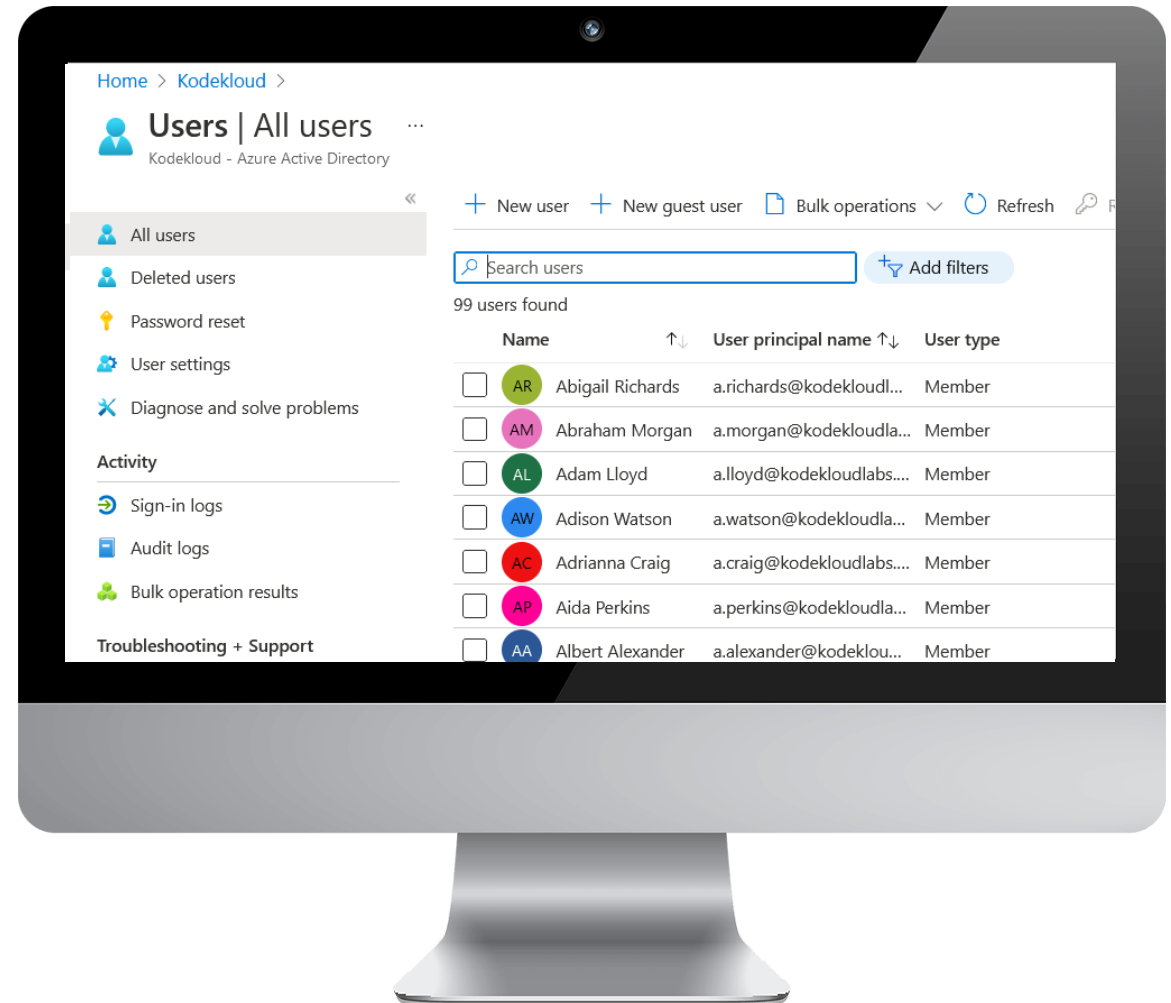 Home > Kodekloud >
Users | All users ...
Kodekloud - Azure Active Directory
«
All users
Deleted users
Password reset
User settings
Diagnose and solve problems
Activity
Sign-in logs
Audit logs
Bulk operation results
Troubleshooting + Support
+ New user + New guest user Bulk operations Refresh
Search users
Add filters
99 users found
Name ↑↓ User principal name ↑↓ User type
AR Abigail Richards a.richards@kodekloudl... Member
AM Abraham Morgan a.morgan@kodekloudla... Member
AL Adam Lloyd a.lloyd@kodekloudlabs.... Member
AW Adison Watson a.watson@kodekloudla... Member
AC Adrianna Craig a.craig@kodekloudlabs.... Member
AP Aida Perkins a.perkins@kodekloudla... Member
AA Albert Alexander a.alexander@kodeklou... Member